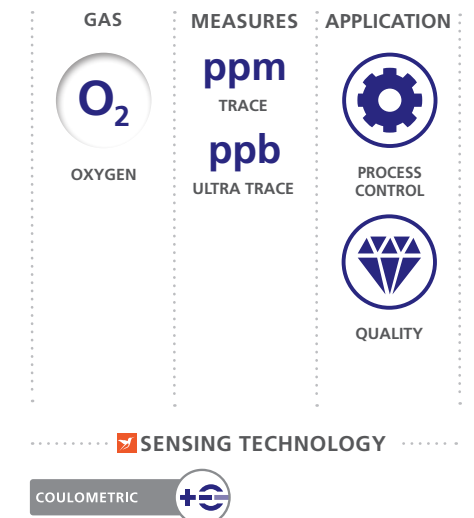 GAS
O2
OXYGEN
MEASURES
ppm
TRACE
ppb
ULTRA TRACE
APPLICATION
PROCESS
CONTROL
QUALITY
SENSING TECHNOLOGY
COULOMETRIC